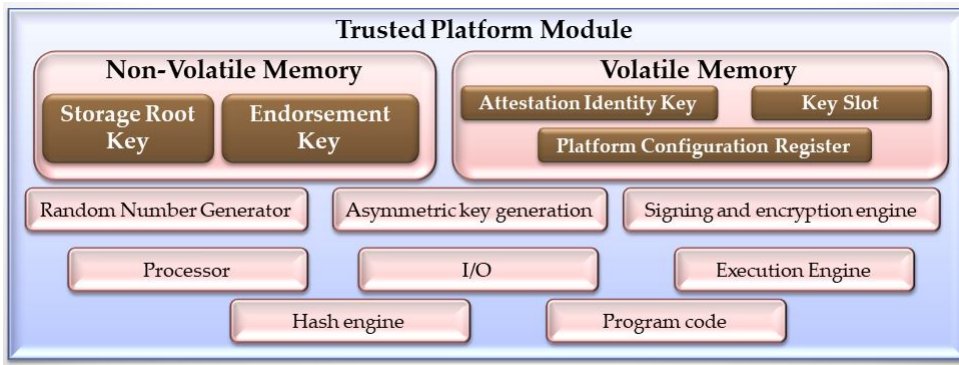 Trusted Platform Module
Non-Volatile Memory
Storage Root
Key
Endorsement
Key
Volatile Memory
Attestation Identity Key
Key Slot
Platform Configuration Register
Random Number Generator
Asymmetric key generation
Signing and encryption engine
Processor
I/O
Execution Engine
Hash engine
Program code